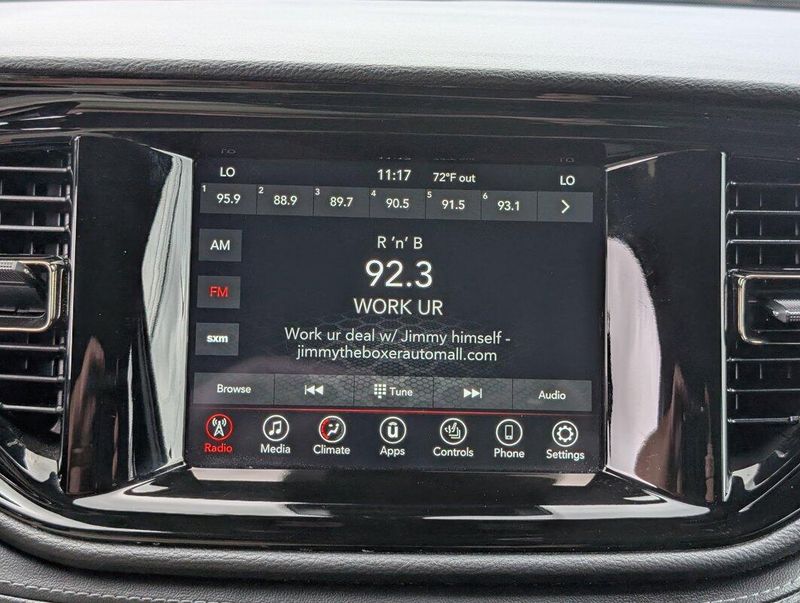 LO 11:17 72°F out LO
1 95.9 2 88.9 3 89.7 4 90.5 5 91.5 6 93.1
AM
R 'n' B
92.3
FM
WORK UR
sxm
Work ur deal w/ Jimmy himself -
jimmytheboxerautomall.com
Browse Tune Audio
Radio Media Climate Apps Controls Phone Settings